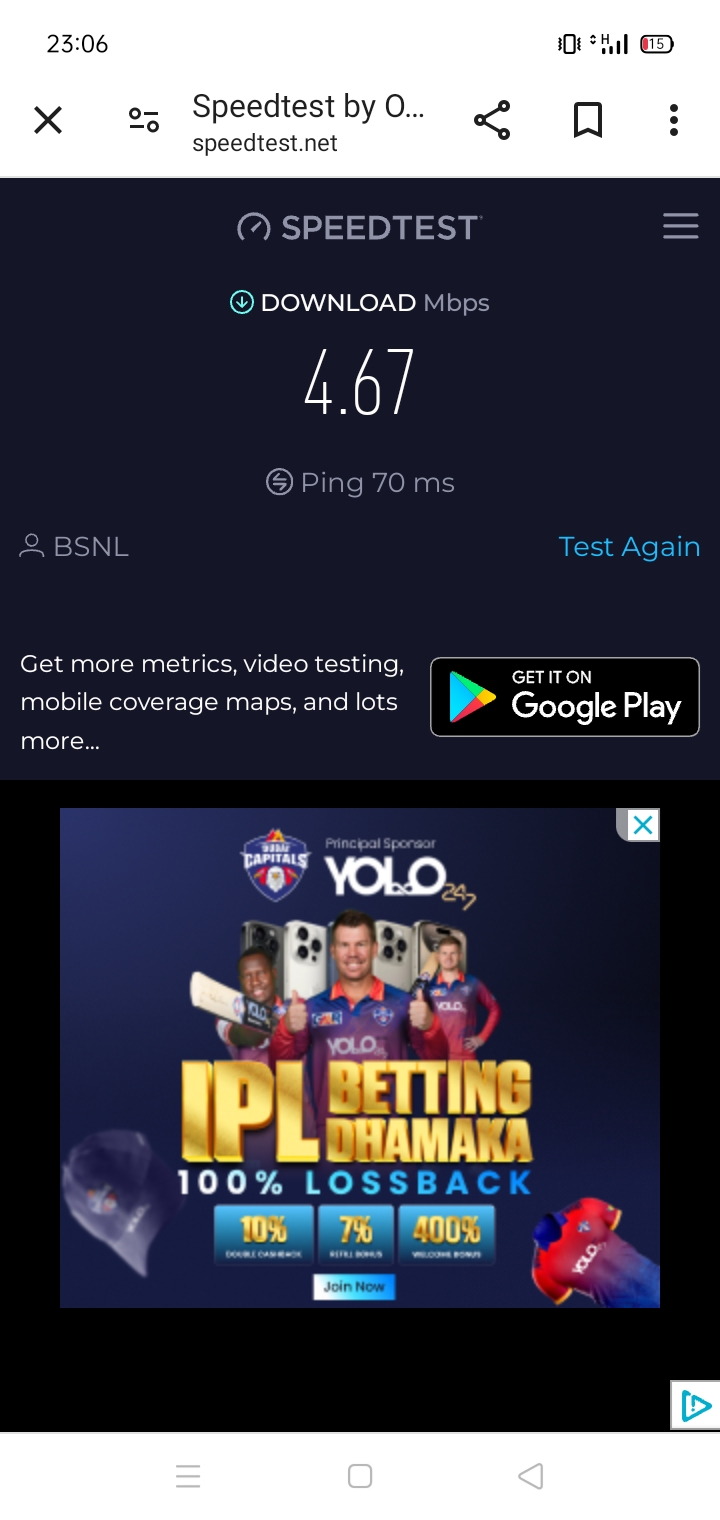 23:06
H
15
Speedtest by O...
speedtest.net
SPEEDTEST
DOWNLOAD Mbps
4.67
Ping 70 ms
BSNL
Test Again
Get more metrics, video testing,
mobile coverage maps, and lots
more...
GET IT ON
Google Play
DUBAI
CAPITALS
Principal Sponsor
YOLO
247
YOLO
YOLO
YOLO
IPL BETTING
DHAMAKA
100% LOSSBACK
10% 7% 400%
DOUBLE CASHBACK REFILL BONUS WELCOME BONUS
YOLO
Join Now